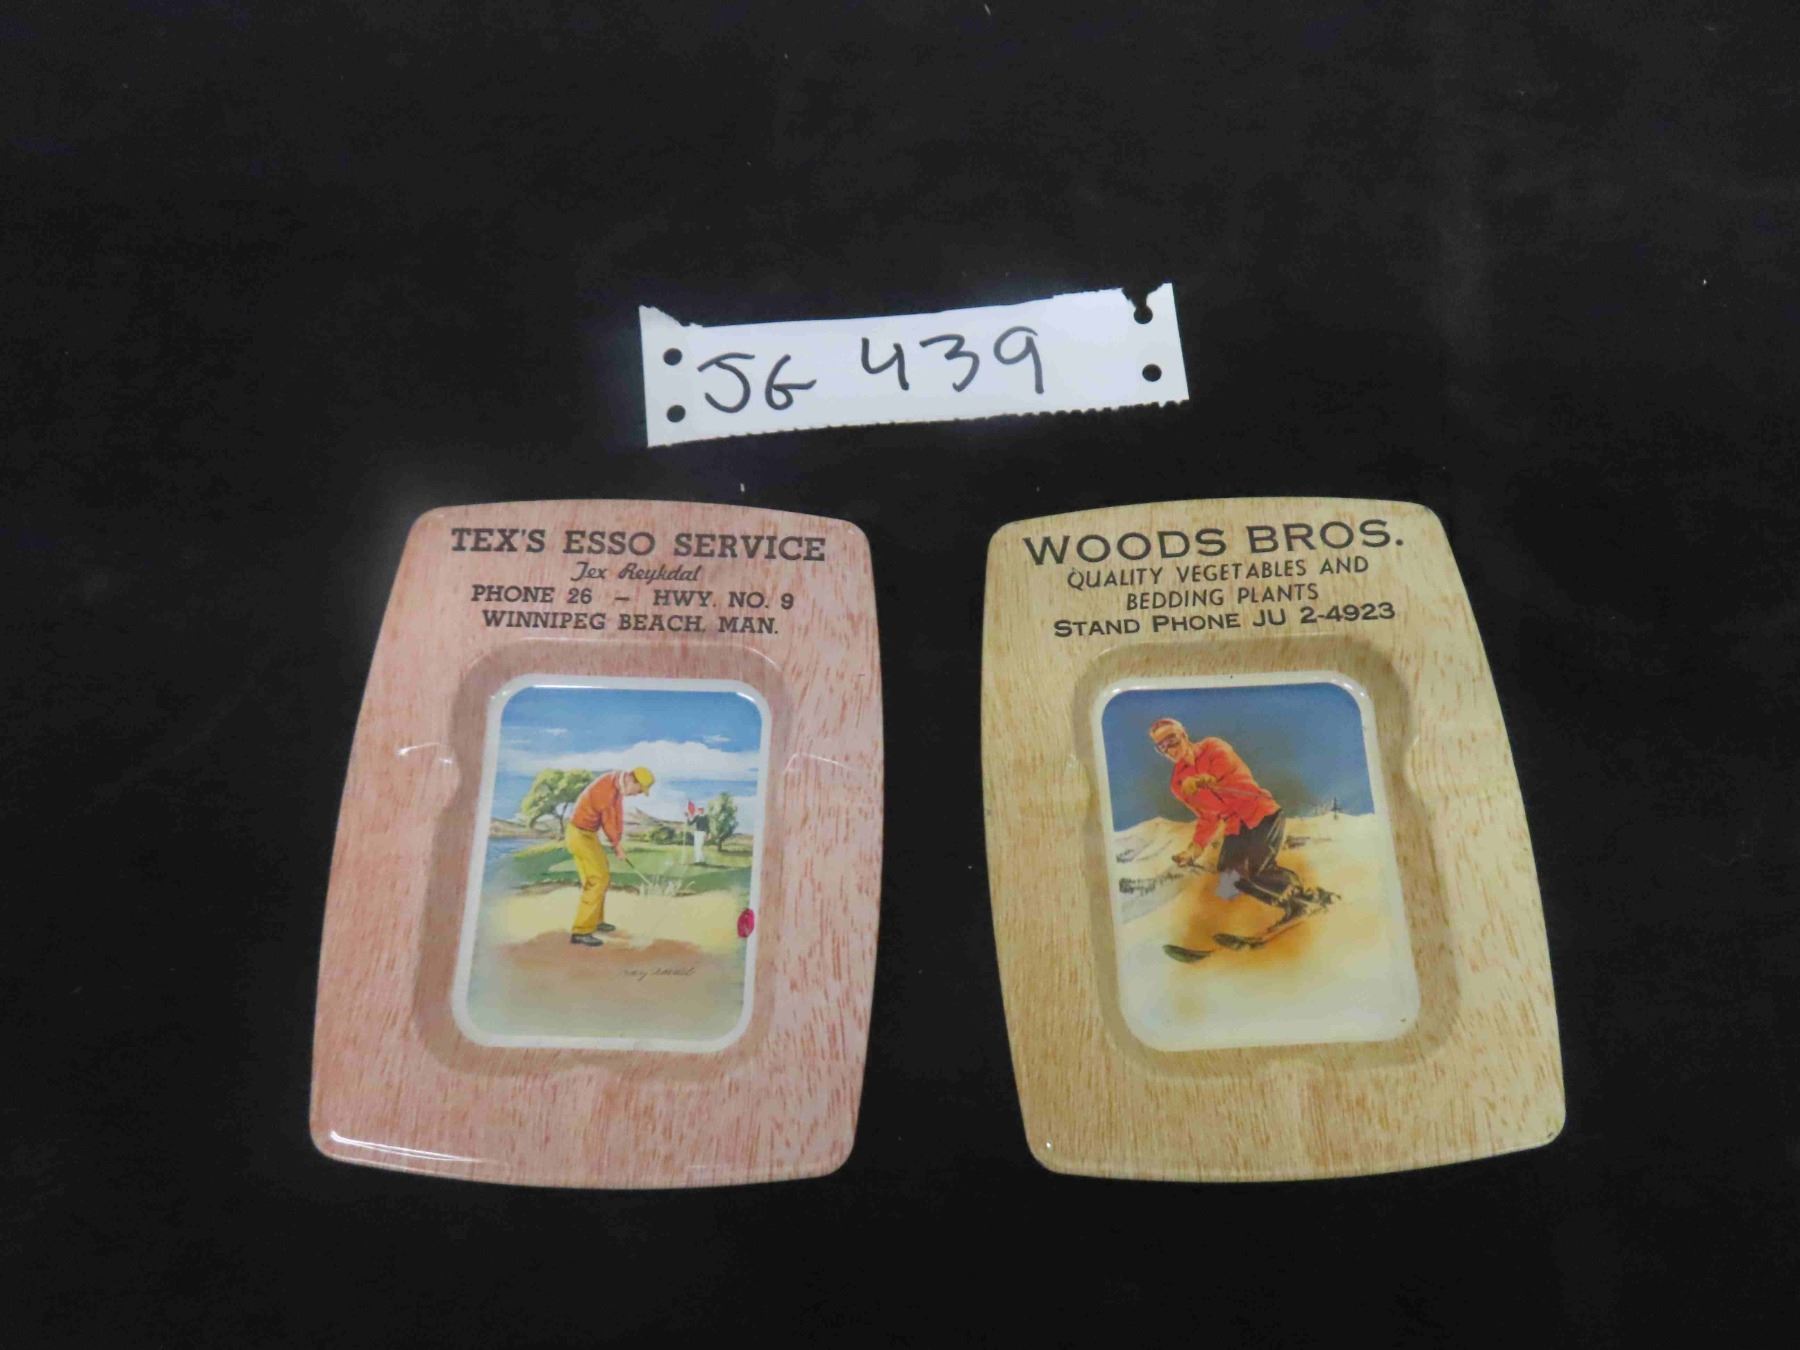 JG 439
TEX'S ESSO SERVICE
Tex Reykdal
PHONE 26 — HWY. NO. 9
WINNIPEG BEACH, MAN.
WOODS BROS.
QUALITY VEGETABLES AND
BEDDING PLANTS
STAND PHONE JU 2-4923